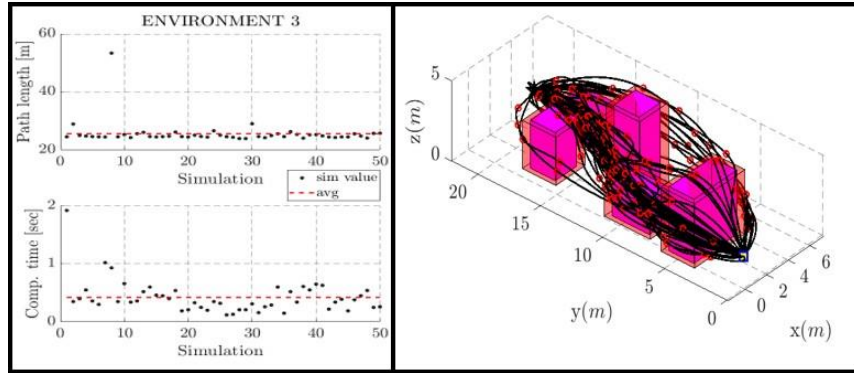 ENVIRONMENT 3
Path length [m]
60
40
20
0 10 20 30 40 50
Simulation
sim value
avg
Comp. time [sec]
2
1
0
0 10 20 30 40 50
Simulation
z(m)
5
0
20
15
10
5
0
y(m)
0
2
4
6
x(m)